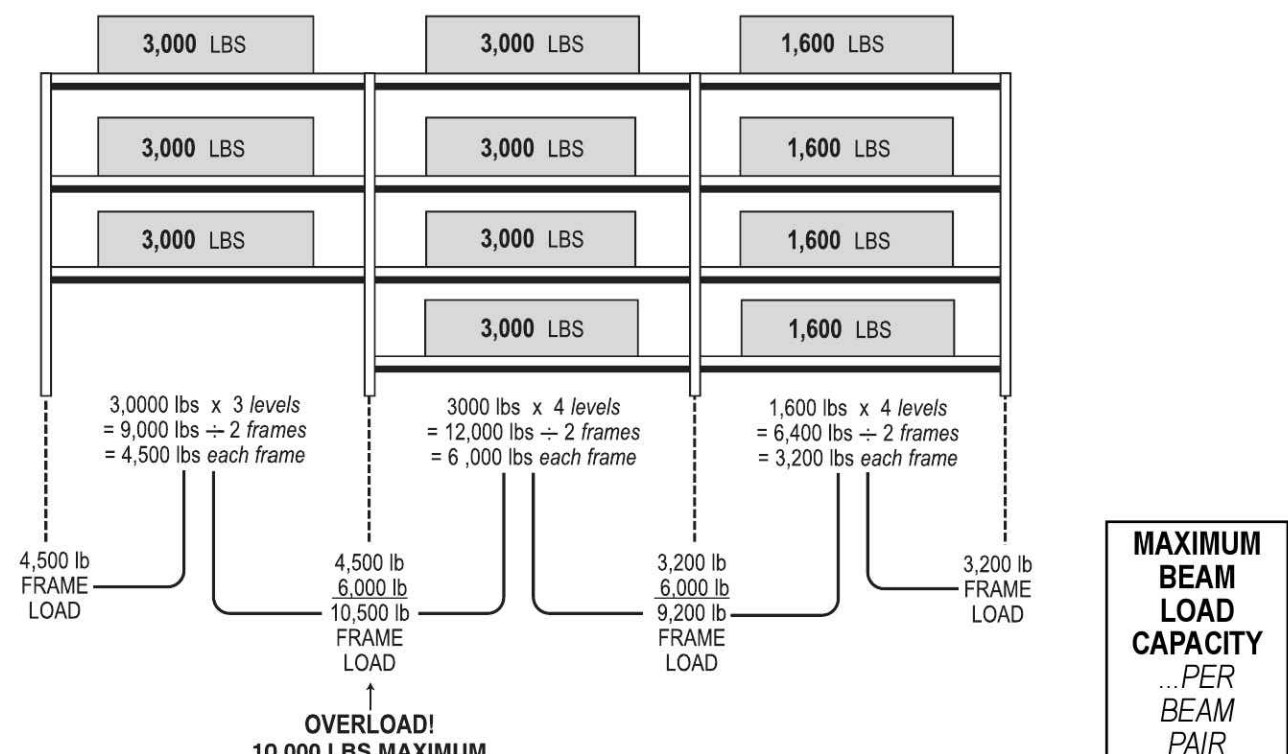 3,000 LBS
3,000 LBS
1,600 LBS
3,000 LBS
3,000 LBS
1,600 LBS
3,000 LBS
3,000 LBS
1,600 LBS
3,000 LBS
1,600 LBS
3,0000 lbs x 3 levels
= 9,000 lbs ÷ 2 frames
= 4,500 lbs each frame
3000 lbs x 4 levels
= 12,000 lbs ÷ 2 frames
= 6 ,000 lbs each frame
1,600 lbs x 4 levels
= 6,400 lbs ÷ 2 frames
= 3,200 lbs each frame
4,500 lb
FRAME
LOAD
4,500 lb
6,000 lb
10,500 lb
FRAME
LOAD
3,200 lb
6,000 lb
9,200 lb
FRAME
LOAD
3,200 lb
FRAME
LOAD
↑
OVERLOAD!
10,000 LBS MAXIMUM
MAXIMUM
BEAM
LOAD
CAPACITY
...PER
BEAM
PAIR